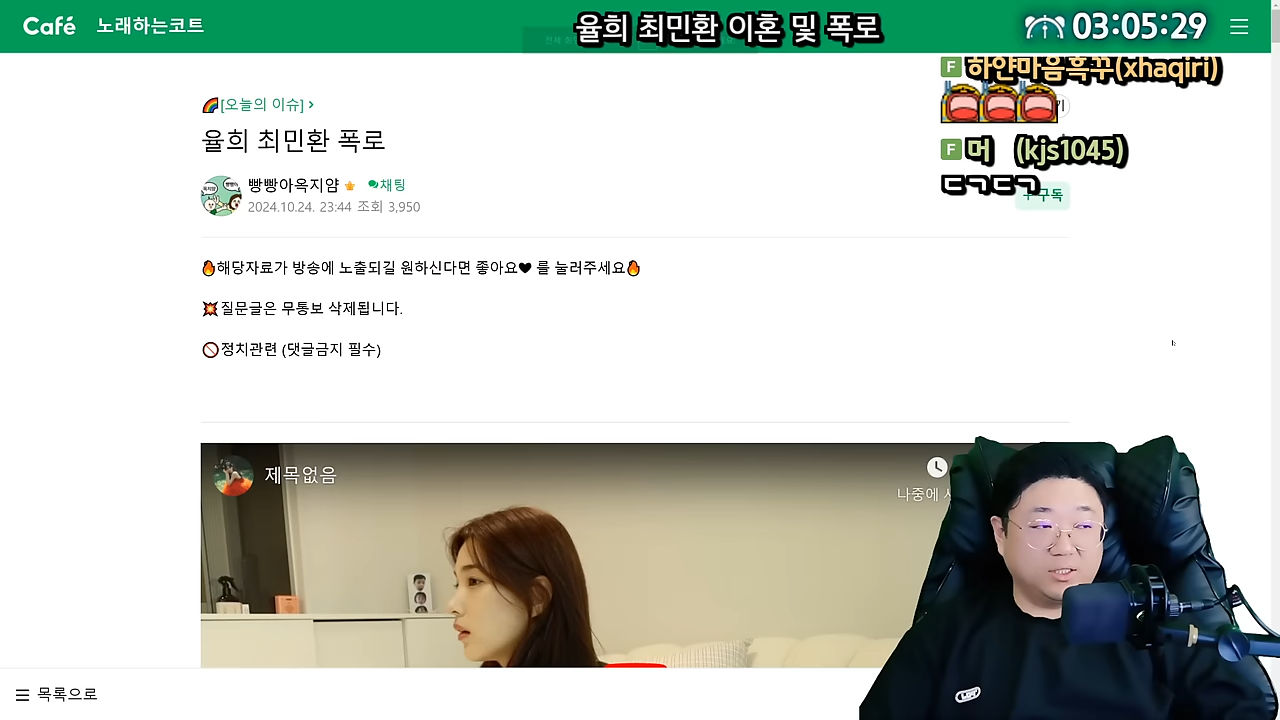 Café 노래하는코트
율희 최민환 이혼 및 폭로
03:05:29
[오늘의 이슈] >
율희 최민환 폭로
빵빵아옥지얌 채팅
2024.10.24. 23:44 조회 3,950
구독
F 하얀마음흑꾸(xhaqiri)
F 머 (kjs1045)
ㄷㄱㄷㄱ
해당자료가 방송에 노출되길 원하신다면 좋아요 를 눌러주세요
질문글은 무통보 삭제됩니다.
정치관련 (댓글금지 필수)
제목없음
나중에
목록으로